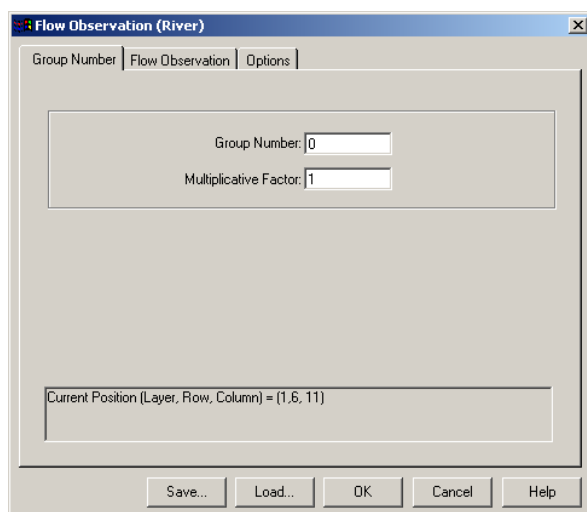 Flow Observation (River)
Group Number Flow Observation Options
Group Number: 0
Multiplicative Factor: 1
Current Position (Layer, Row, Column) = (1,6, 11)
Save... Load... OK Cancel Help